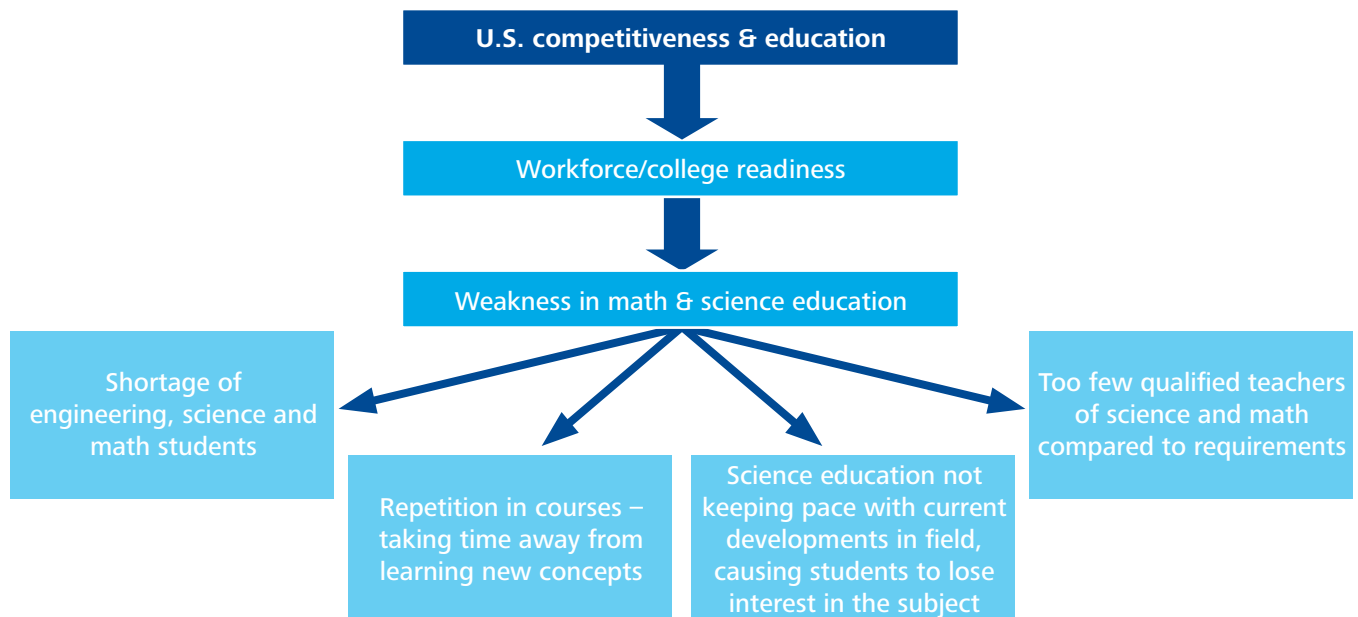 U.S. competitiveness & education
Workforce/college readiness
Weakness in math & science education
Shortage of
engineering, science and
math students
Repetition in courses –
taking time away from
learning new concepts
Science education not
keeping pace with current
developments in field,
causing students to lose
interest in the subject
Too few qualified teachers
of science and math
compared to requirements